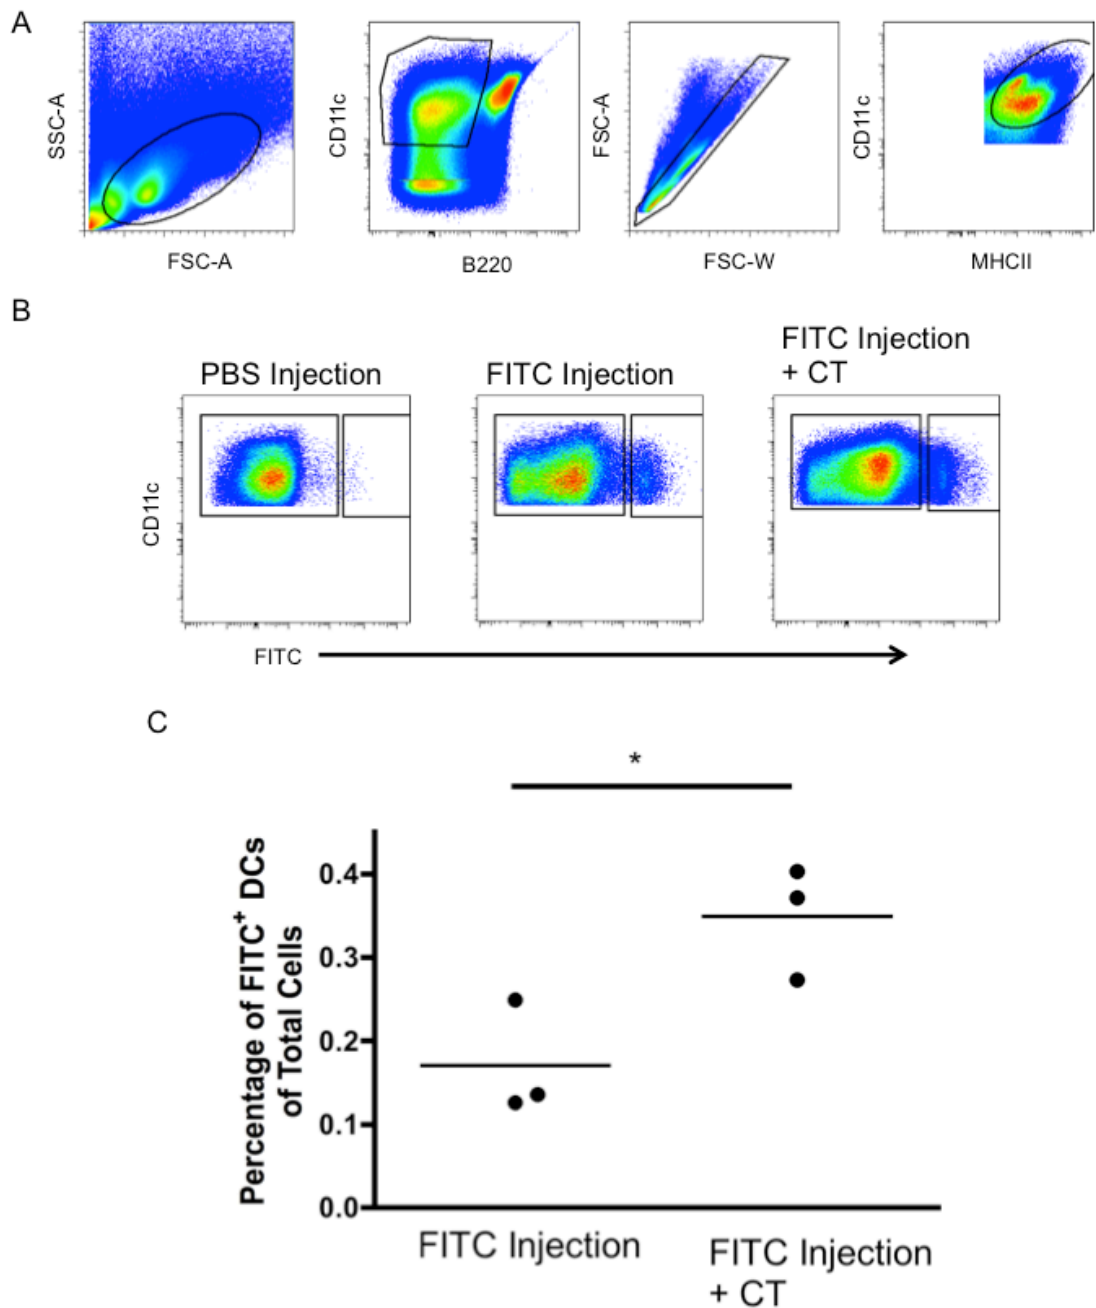 A
SSC-A
FSC-A
CD11c
B220
FSC-A
FSC-W
CD11c
MHCII
B
PBS Injection
FITC Injection
FITC Injection
+ CT
CD11c
FITC
C
*
Percentage of FITC+ DCs
of Total Cells
0.4
0.3
0.2
0.1
0.0
FITC Injection
FITC Injection
+ CT